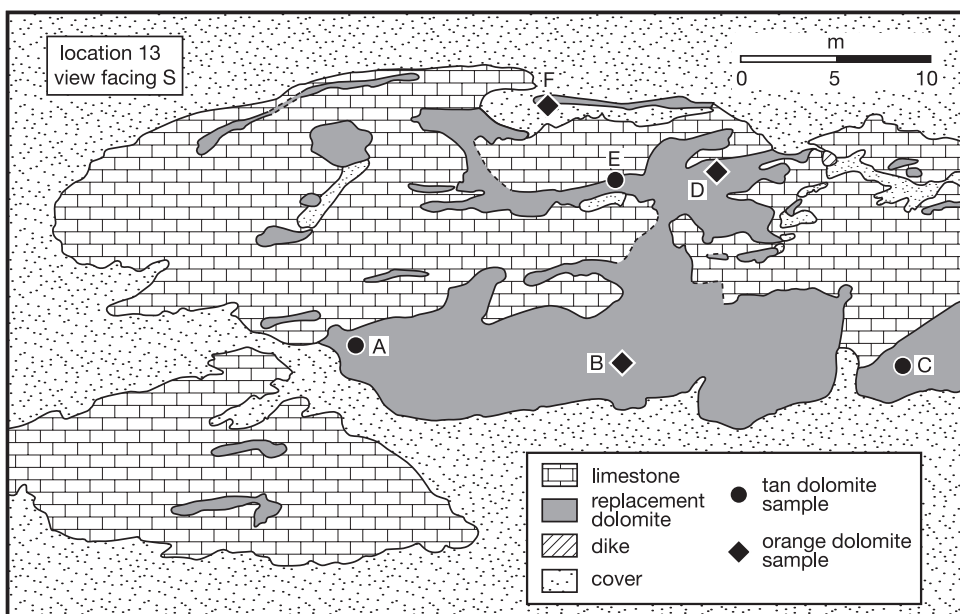 location 13
view facing S
m
0 5 10
F
E
D
A
B
C
limestone
replacement
dolomite
dike
cover
tan dolomite
sample
orange dolomite
sample